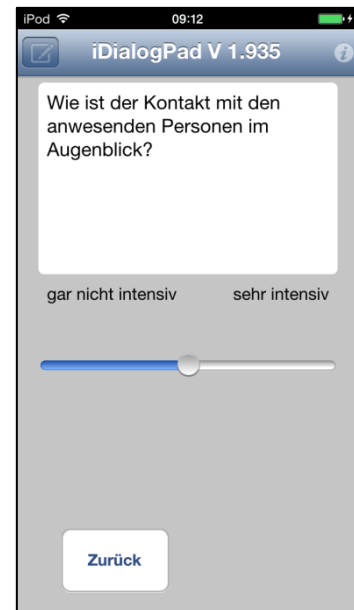 iPod 09:12
iDialogPad V 1.935
Wie ist der Kontakt mit den
anwesenden Personen im
Augenblick?
gar nicht intensiv sehr intensiv
Zurück